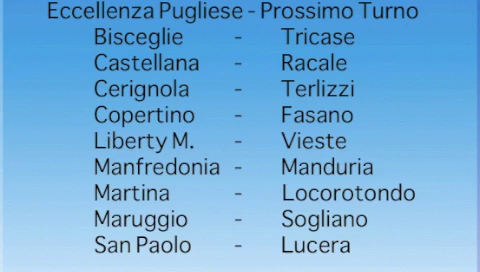 Eccellenza Pugliese - Prossimo Turno
Bisceglie - Tricase
Castellana - Racale
Cerignola - Terlizzi
Copertino - Fasano
Liberty M. - Vieste
Manfredonia - Manduria
Martina - Locorotondo
Maruggio - Sogliano
San Paolo - Lucera